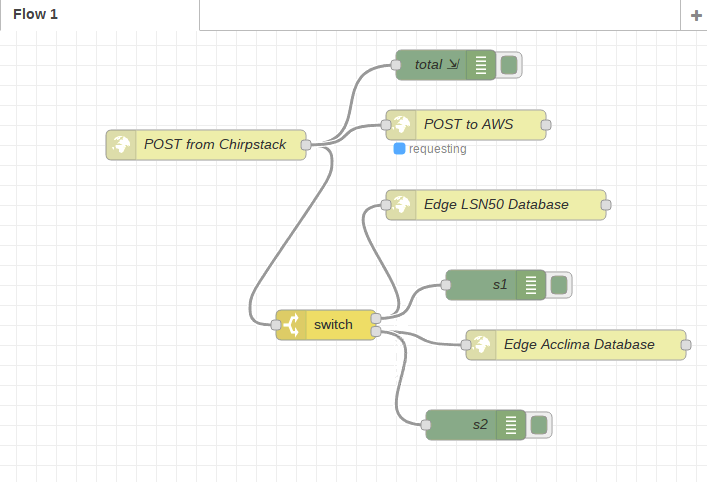 Flow 1
total
POST to AWS
POST from Chirpstack
requesting
Edge LSN50 Database
s1
switch
Edge Acclima Database
s2